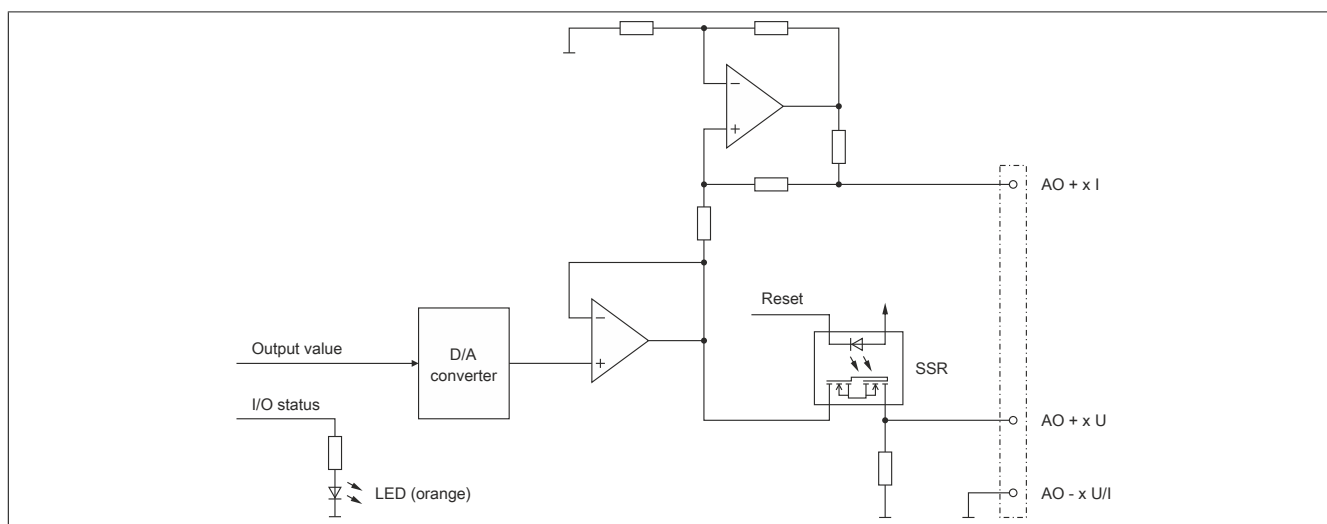 −
+
AO + x I
Reset
−
D/A
converter
Output value
+
SSR
I/O status
AO + x U
LED (orange)
AO - x U/I